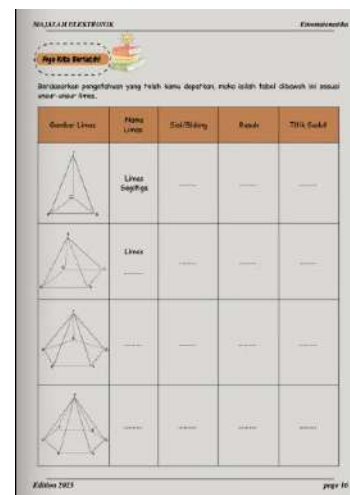 MAJALAH ELEKTRONIK
Etnomatematika
Ayo Kita Berlatih!
Berdasarkan pengetahuan yang telah kamu dapatkan, maka isilah tabel dibawah ini sesuai
unsur-unsur limas.
Gambar Limas
Nama
Limas
Sisi/Bidang
Rusuk
Titik Sudut
Limas
Segitiga
Limas
Edition 2023
page 16